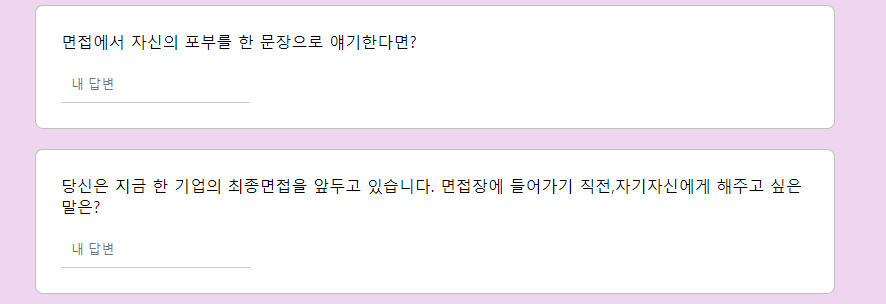 면접에서 자신의 포부를 한 문장으로 얘기한다면?
내 답변
당신은 지금 한 기업의 최종면접을 앞두고 있습니다. 면접장에 들어가기 직전,자기자신에게 해주고 싶은
말은?
내 답변